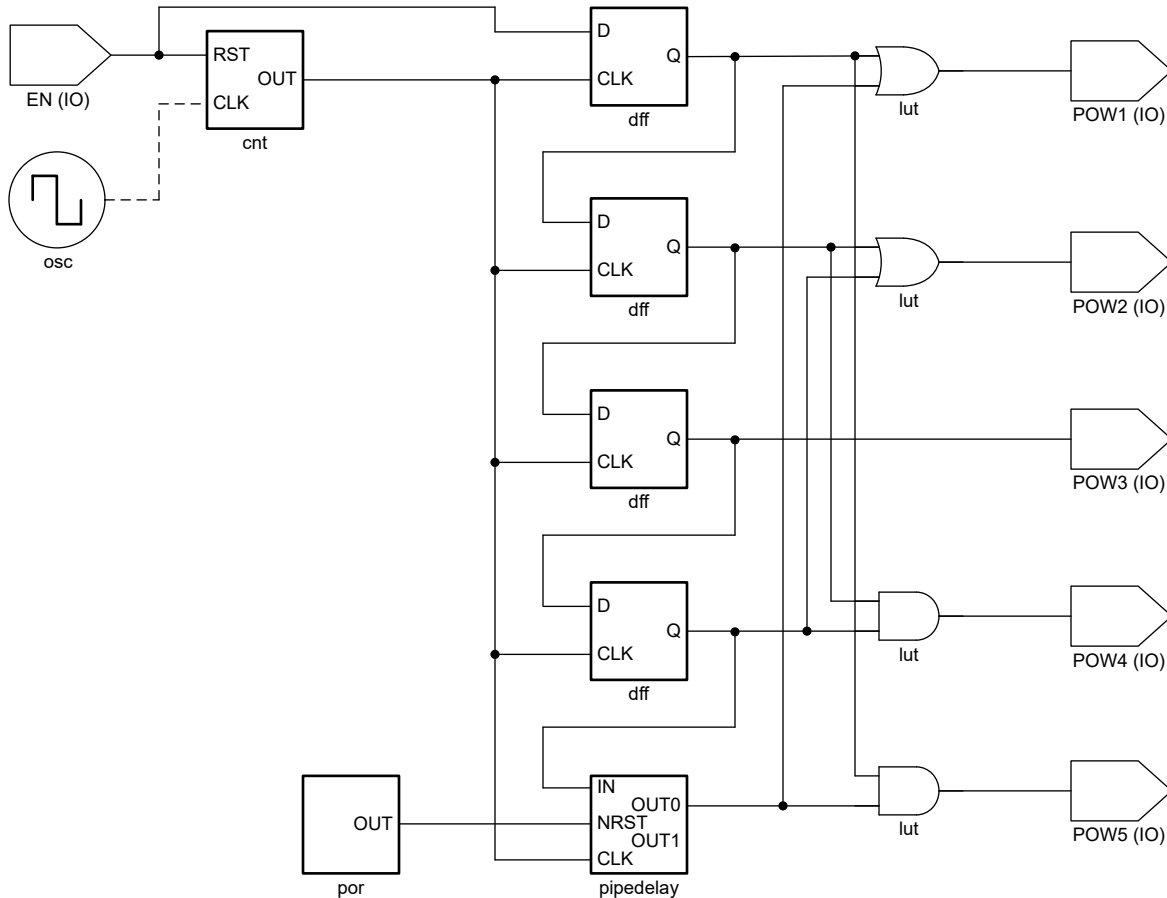 EN (IO)
RST
OUT
CLK
cnt
osc
D
Q
CLK
dff
lut
POW1 (IO)
D
Q
CLK
dff
lut
POW2 (IO)
D
Q
CLK
dff
POW3 (IO)
D
Q
CLK
dff
lut
POW4 (IO)
OUT
por
IN
OUT0
NRST
OUT1
CLK
pipedelay
lut
POW5 (IO)